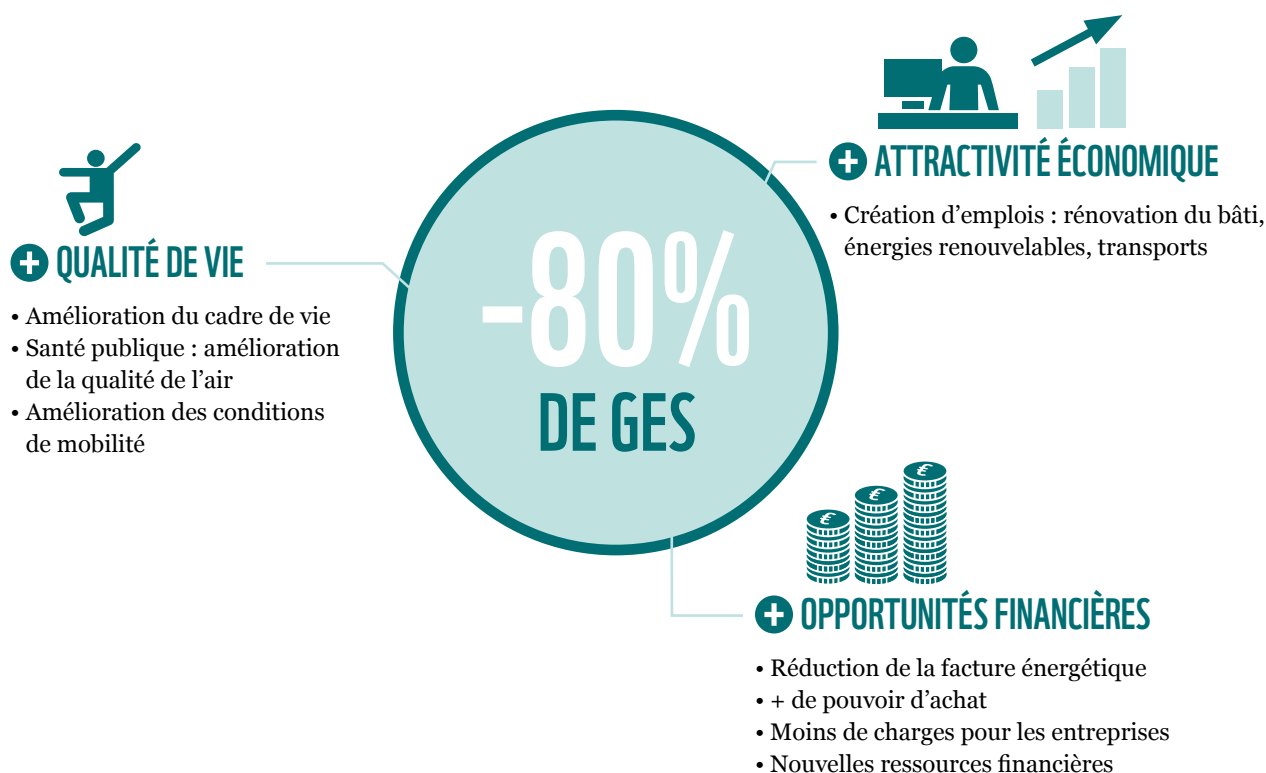 QUALITÉ DE VIE
• Amélioration du cadre de vie
• Santé publique : amélioration
de la qualité de l’air
• Amélioration des conditions
de mobilité
-80%
DE GES
ATTRACTIVITÉ ÉCONOMIQUE
• Création d’emplois : rénovation du bâti,
énergies renouvelables, transports
€
€
€
OPPORTUNITÉS FINANCIÈRES
• Réduction de la facture énergétique
• + de pouvoir d’achat
• Moins de charges pour les entreprises
• Nouvelles ressources financières